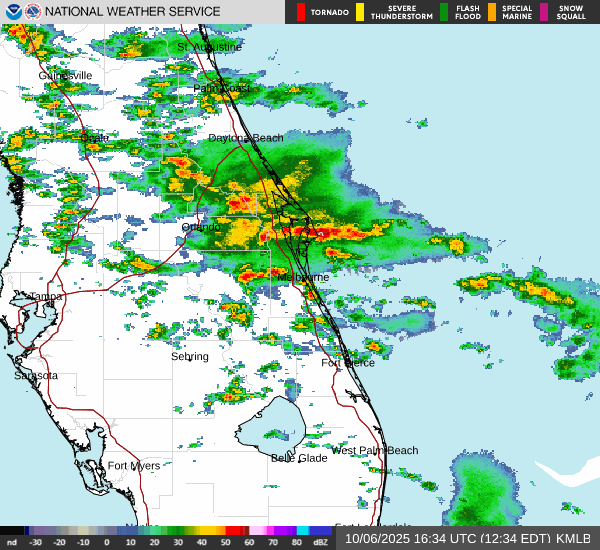 NATIONAL WEATHER SERVICE
TORNADO
SEVERE THUNDERSTORM
FLASH FLOOD
SPECIAL MARINE
SNOW SQUALL
St. Augustine
Gainesville
Palm Coast
Ocala
Daytona Beach
Orlando
Melbourne
Tampa
Sebring
Fort Pierce
Sarasota
West Palm Beach
Belle Glade
Fort Myers
nd -30 -20 -10 0 10 20 30 40 50 60 70 80 dBZ
10/06/2025 16:34 UTC (12:34 EDT) KMLB